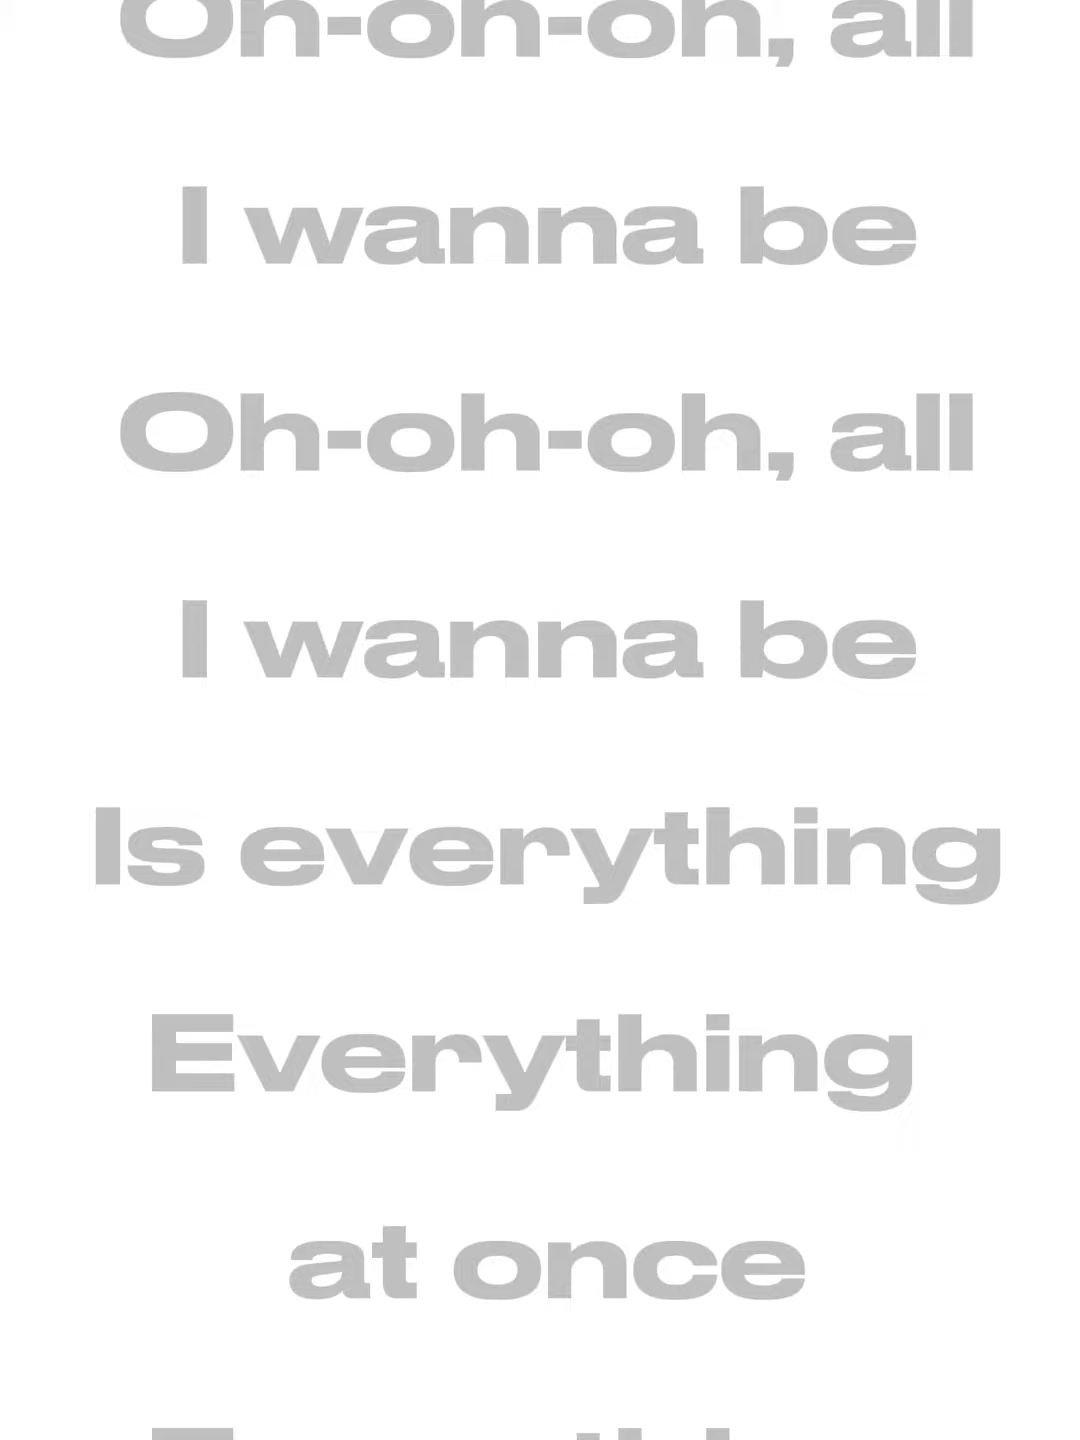 Oh-oh-oh, all
I wanna be
Oh-oh-oh, all
I wanna be
Is everything
Everything
at once